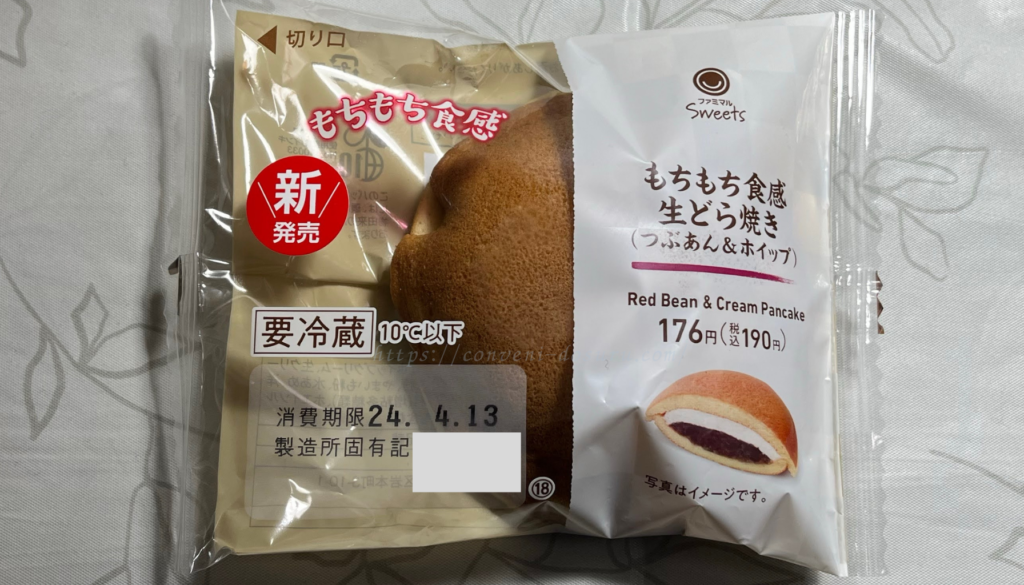 切り口
もちもち食感
新
発売
要冷蔵 10℃以下
消費期限24. 4.13
製造所固有記
18
ファミマル
Sweets
もちもち食感
生どら焼き
(つぶあん&ホイップ)
Red Bean & Cream Pancake
176円(税込190円)
写真はイメージです。